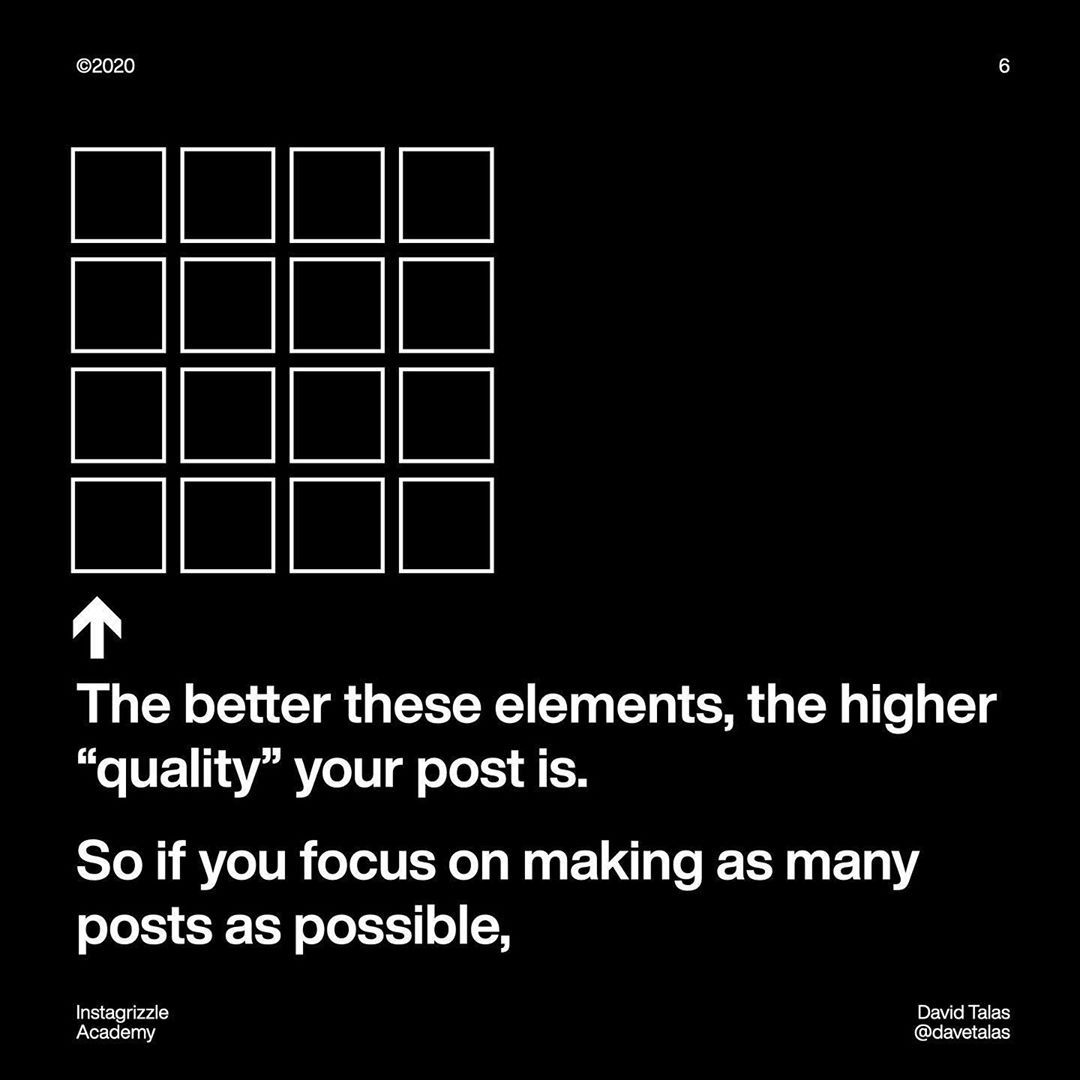 ©2020
6
The better these elements, the higher
“quality” your post is.
So if you focus on making as many
posts as possible,
Instagrizzle
Academy
David Talas
@davetalas